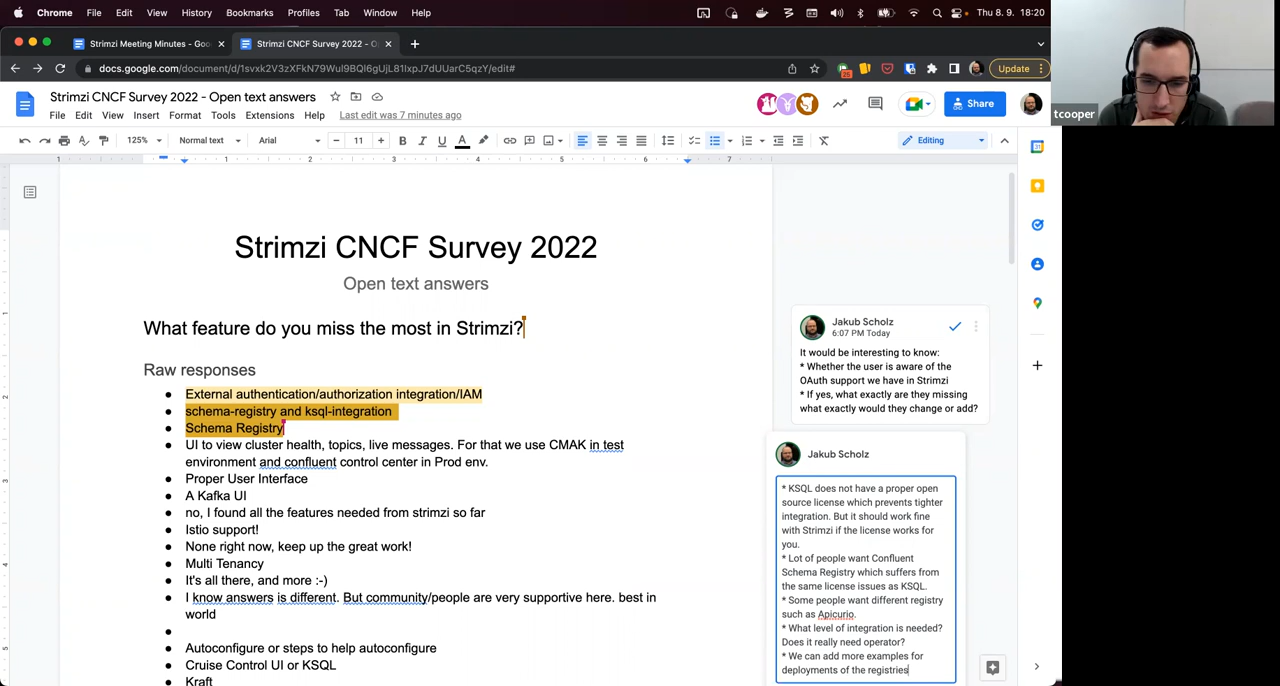 Chrome File Edit View History Bookmarks Profiles Tab Window Help Thu 8. 9. 18:20
Strimzi Meeting Minutes - Goo × Strimzi CNCF Survey 2022 - O × +
docs.google.com/document/d/1svxk2V3zXFkN79WuI9BQI6gUjL81IxpJ7dUUarC5qzY/edit# 26 Update
Strimzi CNCF Survey 2022 - Open text answers
File Edit View Insert Format Tools Extensions Help Last edit was 7 minutes ago
Share
tcooper
125% Normal text Arial − 11 + B I U A Editing
1 1 2 3 4 5 6 7
Strimzi CNCF Survey 2022
Open text answers
What feature do you miss the most in Strimzi?
Raw responses
● External authentication/authorization integration/IAM
● schema-registry and ksql-integration
● Schema Registry
● UI to view cluster health, topics, live messages. For that we use CMAK in test
environment and confluent control center in Prod env.
● Proper User Interface
● A Kafka UI
● no, I found all the features needed from strimzi so far
● Istio support!
● None right now, keep up the great work!
● Multi Tenancy
● It's all there, and more :-)
● I know answers is different. But community/people are very supportive here. best in
world
●
● Autoconfigure or steps to help autoconfigure
● Cruise Control UI or KSQL
● Kraft
Jakub Scholz
6:07 PM Today
It would be interesting to know:
* Whether the user is aware of the
OAuth support we have in Strimzi
* If yes, what exactly are they missing
what exactly would they change or add?
Jakub Scholz
* KSQL does not have a proper open
source license which prevents tighter
integration. But it should work fine
with Strimzi if the license works for
you.
* Lot of people want Confluent
Schema Registry which suffers from
the same license issues as KSQL.
* Some people want different registry
such as Apicurio.
* What level of integration is needed?
Does it really need operator?
* We can add more examples for
deployments of the registries